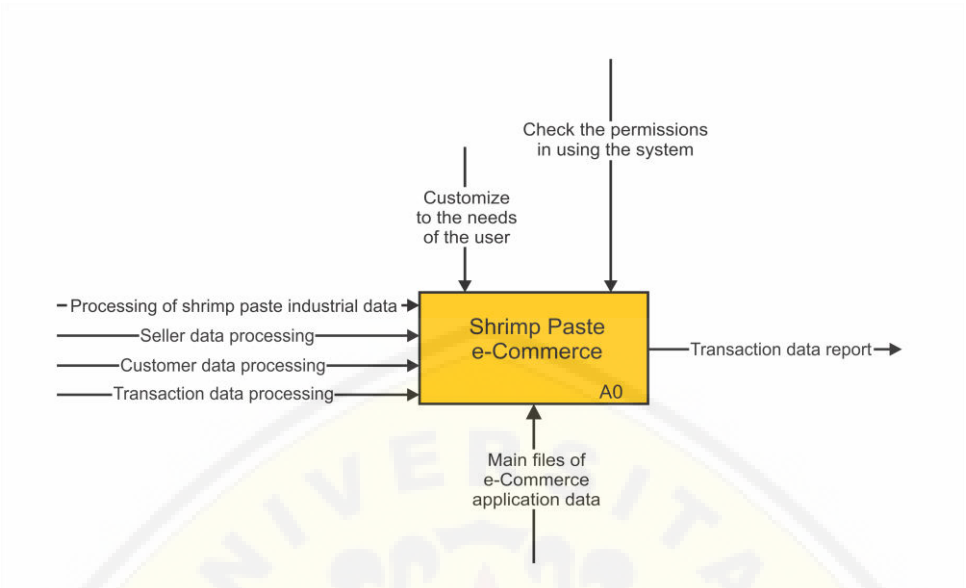 Check the permissions
in using the system
Customize
to the needs
of the user
Processing of shrimp paste industrial data
Seller data processing
Customer data processing
Transaction data processing
Shrimp Paste
e-Commerce
A0
Transaction data report
Main files of
e-Commerce
application data
NIVERSITA